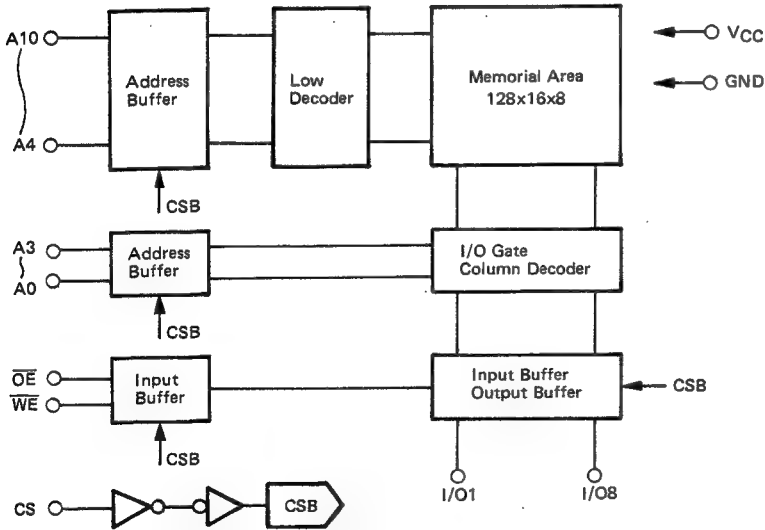 A10
A4
Address
Buffer
Low
Decoder
Memorial Area
128x16x8
VCC
GND
CSB
A3
A0
Address
Buffer
I/O Gate
Column Decoder
CSB
OE
WE
Input
Buffer
Input Buffer
Output Buffer
CSB
CSB
CS
CSB
I/O1
I/O8